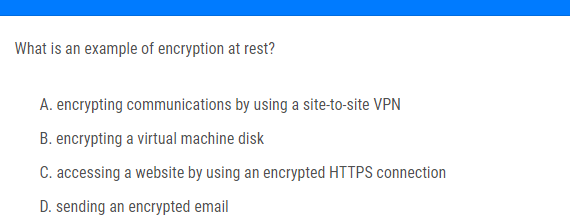 What is an example of encryption at rest?
A. encrypting communications by using a site-to-site VPN
B. encrypting a virtual machine disk
C. accessing a website by using an encrypted HTTPS connection
D. sending an encrypted email